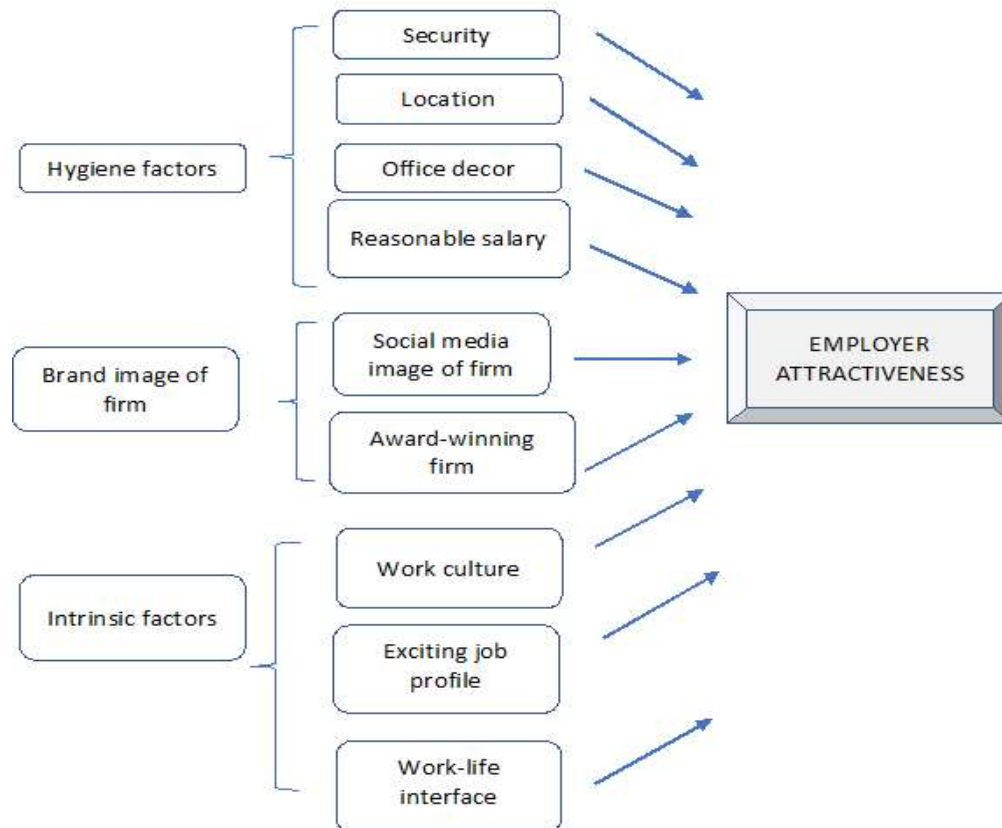 Security
Location
Hygiene factors
Office decor
Reasonable salary
Social media
image of firm
Brand image of
firm
Award-winning
firm
EMPLOYER
ATTRACTIVENESS
Work culture
Intrinsic factors
Exciting job
profile
Work-life
interface